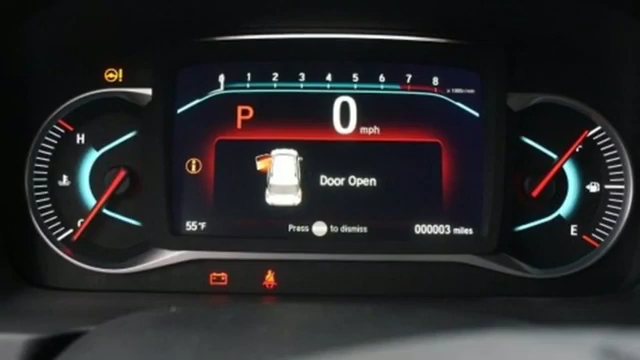 0 1 2 3 4 5 6 7 8 x 1000r/min
P 0 mph
H
Door Open
C
E
55°F Press to dismiss 000003 miles